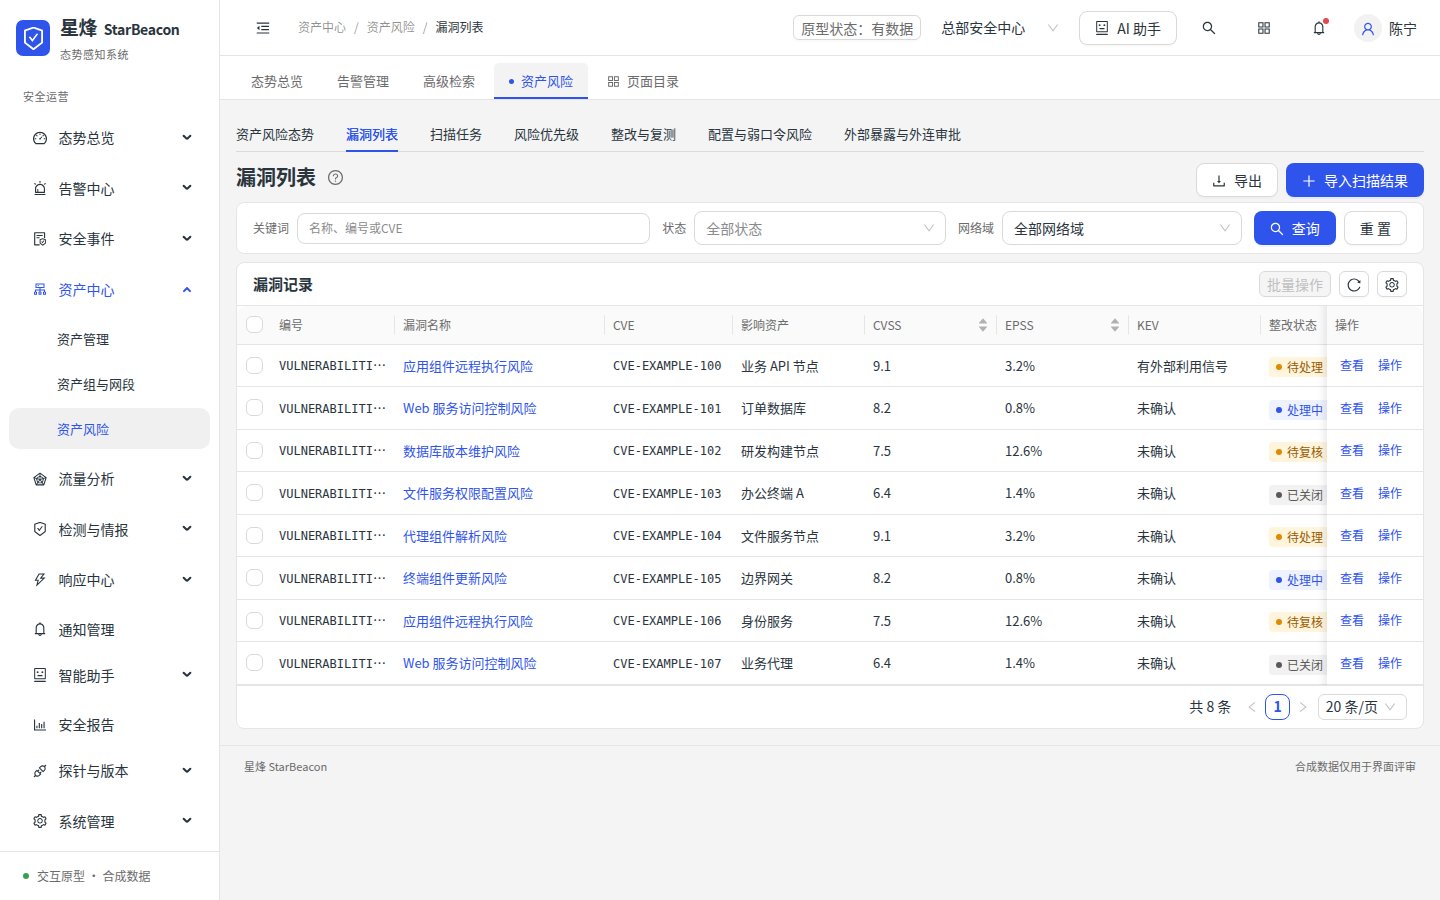 星烽 StarBeacon
态势感知系统
安全运营
态势总览
告警中心
安全事件
资产中心
资产管理
资产组与网段
资产风险
流量分析
检测与情报
响应中心
通知管理
智能助手
安全报告
探针与版本
系统管理
交互原型 · 合成数据
资产中心 / 资产风险 / 漏洞列表
原型状态：有数据
总部安全中心
AI 助手
陈宁
态势总览 告警管理 高级检索 资产风险 页面目录
资产风险态势 漏洞列表 扫描任务 风险优先级 整改与复测 配置与弱口令风险 外部暴露与外连审批
漏洞列表
导出 导入扫描结果
关键词 名称、编号或CVE 状态 全部状态 网络域 全部网络域 查询 重 置
漏洞记录 批量操作
编号 漏洞名称 CVE 影响资产 CVSS EPSS KEV 整改状态 操作
VULNERABILITI··· 应用组件远程执行风险 CVE-EXAMPLE-100 业务 API 节点 9.1 3.2% 有外部利用信号 待处理 查看 操作
VULNERABILITI··· Web 服务访问控制风险 CVE-EXAMPLE-101 订单数据库 8.2 0.8% 未确认 处理中 查看 操作
VULNERABILITI··· 数据库版本维护风险 CVE-EXAMPLE-102 研发构建节点 7.5 12.6% 未确认 待复核 查看 操作
VULNERABILITI··· 文件服务权限配置风险 CVE-EXAMPLE-103 办公终端 A 6.4 1.4% 未确认 已关闭 查看 操作
VULNERABILITI··· 代理组件解析风险 CVE-EXAMPLE-104 文件服务节点 9.1 3.2% 未确认 待处理 查看 操作
VULNERABILITI··· 终端组件更新风险 CVE-EXAMPLE-105 边界网关 8.2 0.8% 未确认 处理中 查看 操作
VULNERABILITI··· 应用组件远程执行风险 CVE-EXAMPLE-106 身份服务 7.5 12.6% 未确认 待复核 查看 操作
VULNERABILITI··· Web 服务访问控制风险 CVE-EXAMPLE-107 业务代理 6.4 1.4% 未确认 已关闭 查看 操作
共 8 条 1 20 条/页
星烽 StarBeacon
合成数据仅用于界面评审